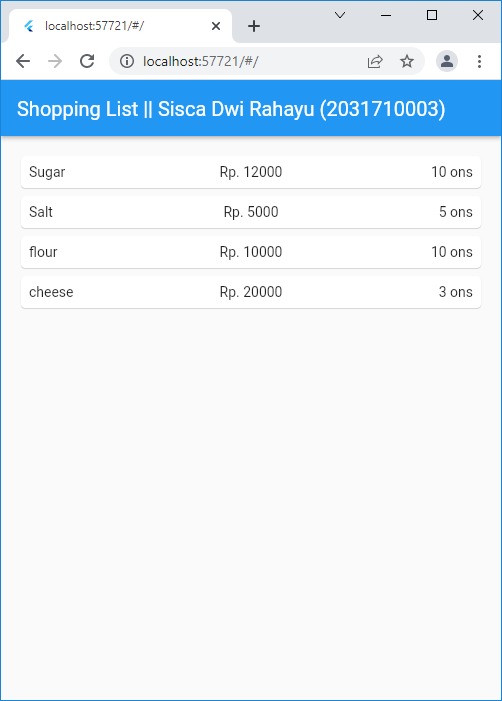 localhost:57721/#/
localhost:57721/#/
Shopping List || Sisca Dwi Rahayu (2031710003)
Sugar Rp. 12000 10 ons
Salt Rp. 5000 5 ons
flour Rp. 10000 10 ons
cheese Rp. 20000 3 ons